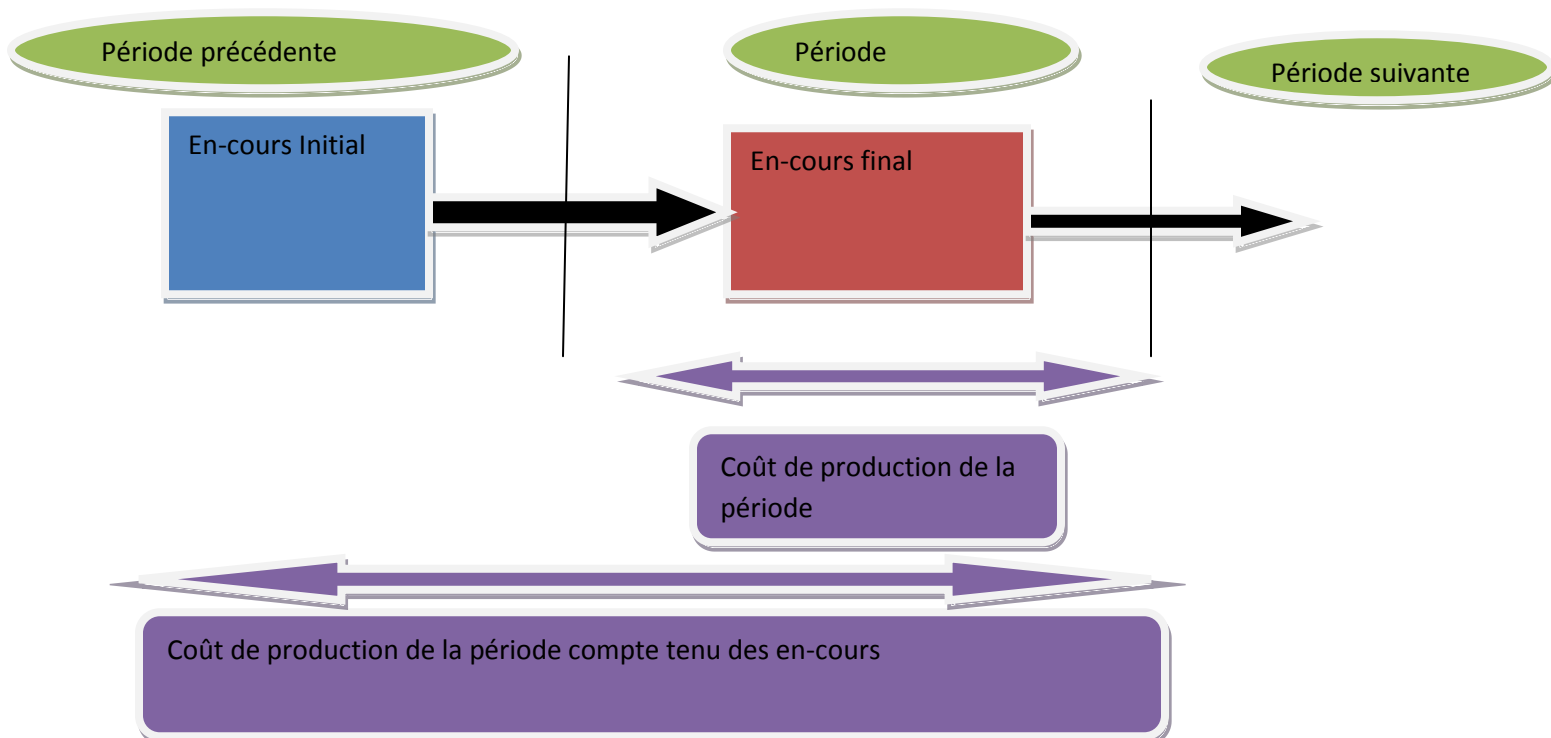 Période précédente
Période
Période suivante
En-cours Initial
En-cours final
Coût de production de la
période
Coût de production de la période compte tenu des en-cours